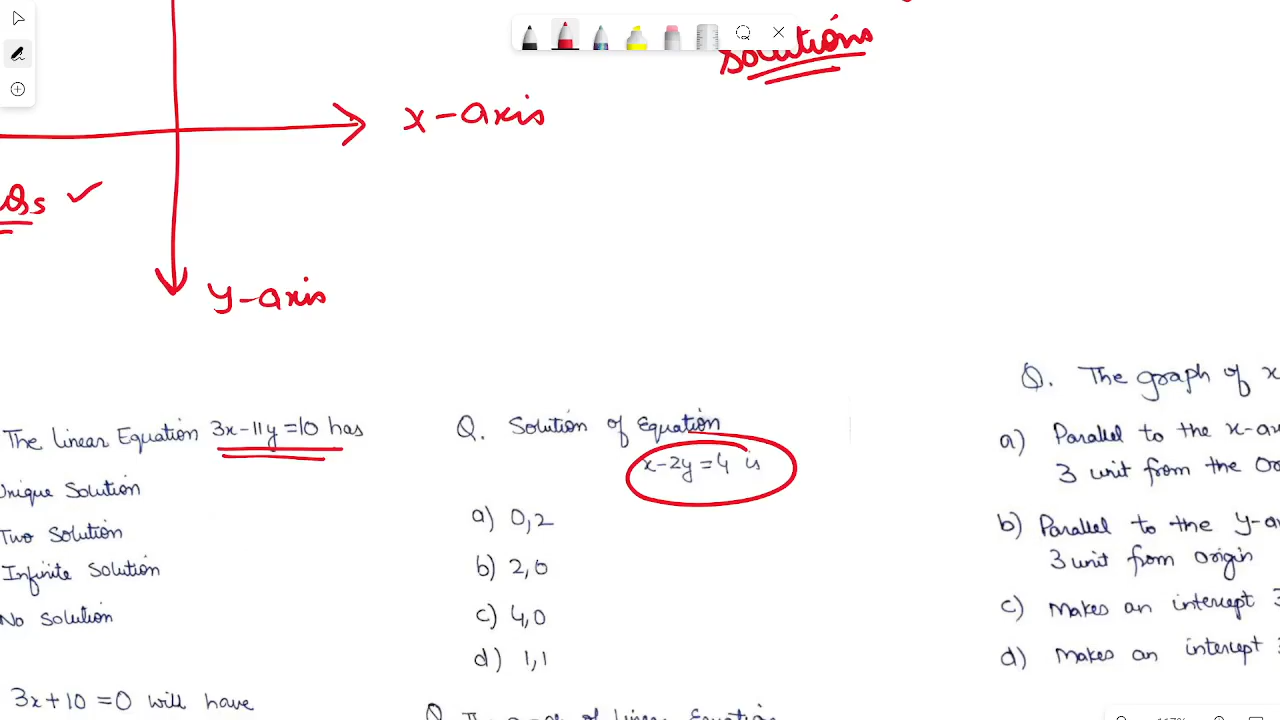 solutions
x-axis
Qs ✓
y-axis
The Linear Equation 3x-11y=10 has
Unique Solution
Two Solution
Infinite Solution
No Solution
3x+10=0 will have
Q. Solution of Equation
x-2y=4 is
a) 0,2
b) 2,0
c) 4,0
d) 1,1
Q. The graph of x
a) Parallel to the x-ax
3 unit from the Or
b) Parallel to the y-a
3 unit from origin
c) Makes an intercept 3
d) Makes an intercept